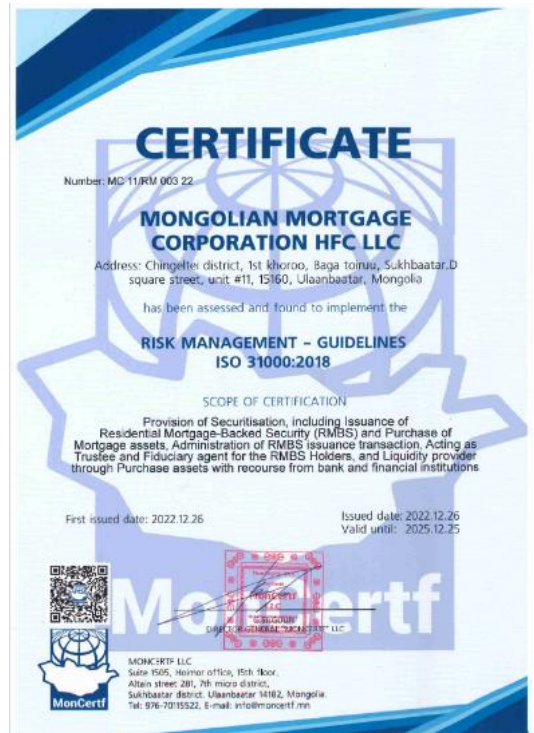 CERTIFICATE
Number: MC 11/RM 003 22
MONGOLIAN MORTGAGE
CORPORATION HFC LLC
Address: Chingeltei district, 1st khoroo, Baga toiruu, Sukhbaatar.D
square street, unit #11, 15160, Ulaanbaatar, Mongolia
has been assessed and found to implement the
RISK MANAGEMENT – GUIDELINES
ISO 31000:2018
SCOPE OF CERTIFICATION
Provision of Securitisation, including Issuance of
Residential Mortgage-Backed Security (RMBS) and Purchase of
Mortgage assets, Administration of RMBS issuance transaction, Acting as
Trustee and Fiduciary agent for the RMBS Holders, and Liquidity provider
through Purchase assets with recourse from bank and financial institutions
First issued date: 2022.12.26
Issued date: 2022.12.26
Valid until: 2025.12.25
MonCertf
MonCertf
LLC
DIRECTOR GENERAL "MONCERTF" LLC
MonCertf
MONCERTF LLC
Suite 1505, Hoimor office, 15th floor,
Altain street 281, 7th micro district,
Sukhbaatar district. Ulaanbaatar 14182, Mongolia.
Tel: 976-70115522, E-mail: info@moncertf.mn